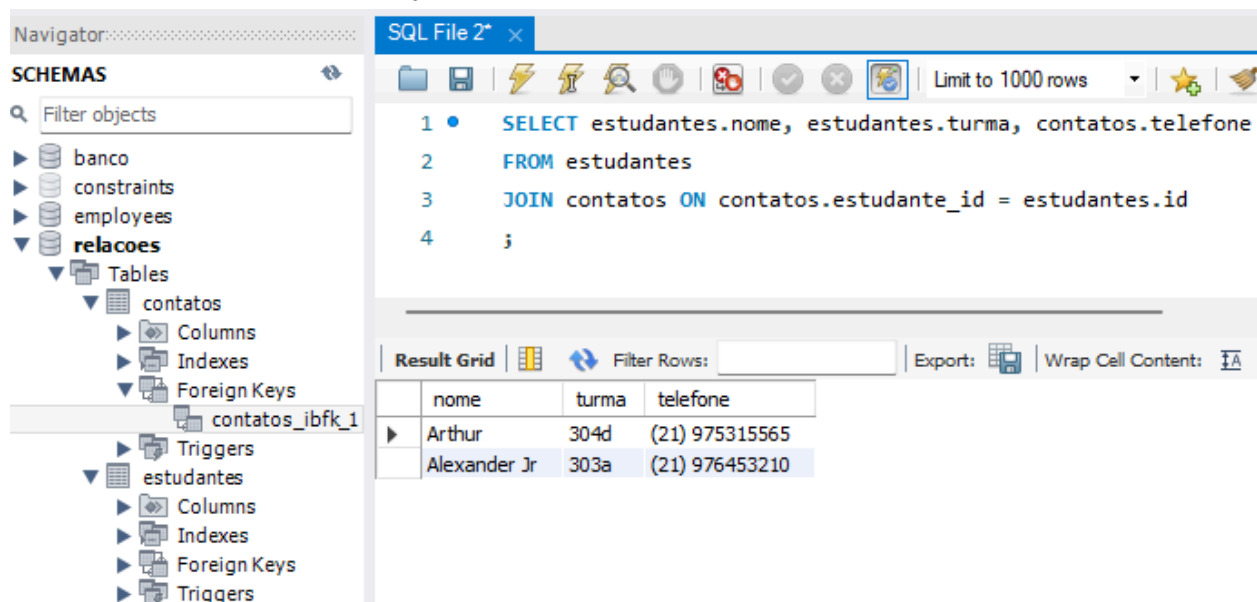 Navigator
SCHEMAS
Filter objects
banco
constraints
employees
relacoes
Tables
contatos
Columns
Indexes
Foreign Keys
contatos_ibfk_1
Triggers
estudantes
Columns
Indexes
Foreign Keys
Triggers
SQL File 2*
Limit to 1000 rows
1 SELECT estudantes.nome, estudantes.turma, contatos.telefone
2 FROM estudantes
3 JOIN contatos ON contatos.estudante_id = estudantes.id
4 ;
Result Grid Filter Rows: Export: Wrap Cell Content:
nome turma telefone
Arthur 304d (21) 975315565
Alexander Jr 303a (21) 976453210